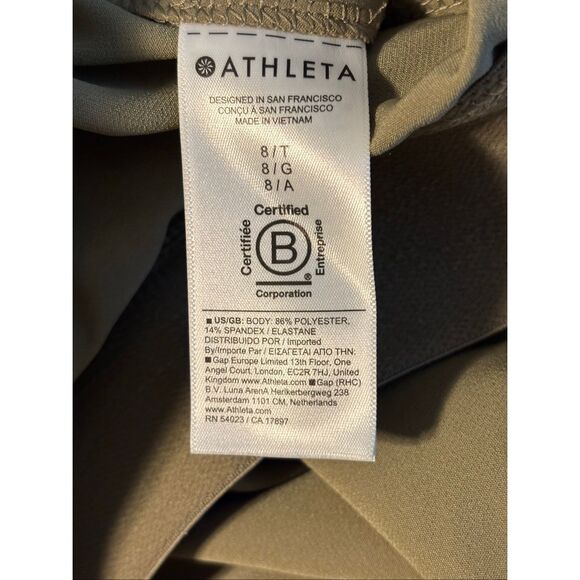 ATHLETA
DESIGNED IN SAN FRANCISCO
CONÇU À SAN FRANCISCO
MADE IN VIETNAM
8/T
8/G
8/A
Certified
Certifiée
B
Entreprise
®
Corporation
■ US/GB: BODY: 86% POLYESTER,
14% SPANDEX / ELASTANE
DISTRIBUIDO POR / Imported
By/Importe Par / ΕΙΣΑΓΕΤΑΙ ΑΠΟ ΤΗΝ:
■ Gap Europe Limited 13th Floor, One
Angel Court, London, EC2R 7HJ, United
Kingdom www.Athleta.com ■ Gap (RHC)
B.V. Luna ArenA Herikerbergweg 238
Amsterdam 1101 CM, Netherlands
www.Athleta.com
RN 54023 / CA 17897